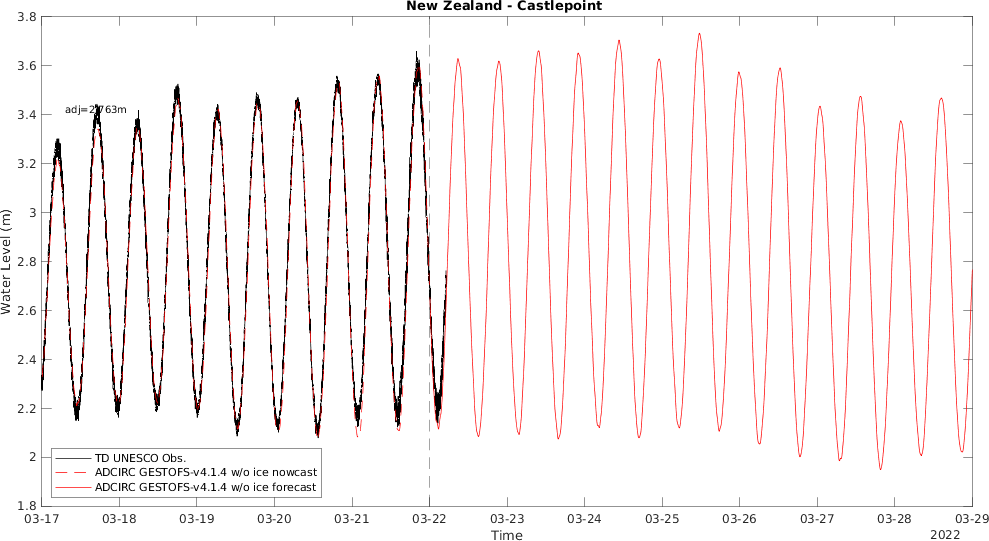 New Zealand - Castlepoint
3.8
3.6
3.4
3.2
3
2.8
2.6
2.4
2.2
2
1.8
Water Level (m)
TD UNESCO Obs.
ADCIRC GESTOFS-v4.1.4 w/o ice nowcast
ADCIRC GESTOFS-v4.1.4 w/o ice forecast
03-17 03-18 03-19 03-20 03-21 03-22 03-23 03-24 03-25 03-26 03-27 03-28 03-29
Time
2022